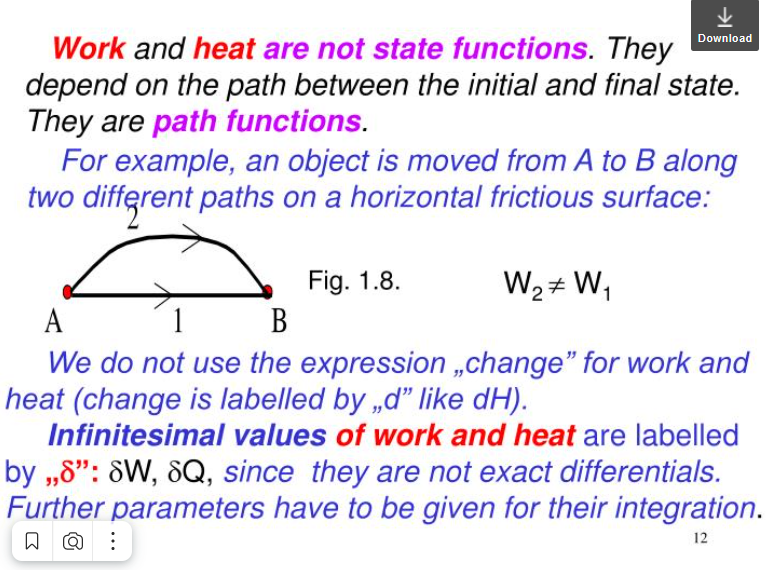 Download
Work and heat are not state functions. They
depend on the path between the initial and final state.
They are path functions.
For example, an object is moved from A to B along
two different paths on a horizontal frictious surface:
2
Fig. 1.8.
W₂ ≠ W₁
A
1
B
We do not use the expression „change” for work and
heat (change is labelled by „d” like dH).
Infinitesimal values of work and heat are labelled
by „δ”: δW, δQ, since they are not exact differentials.
Further parameters have to be given for their integration.
12